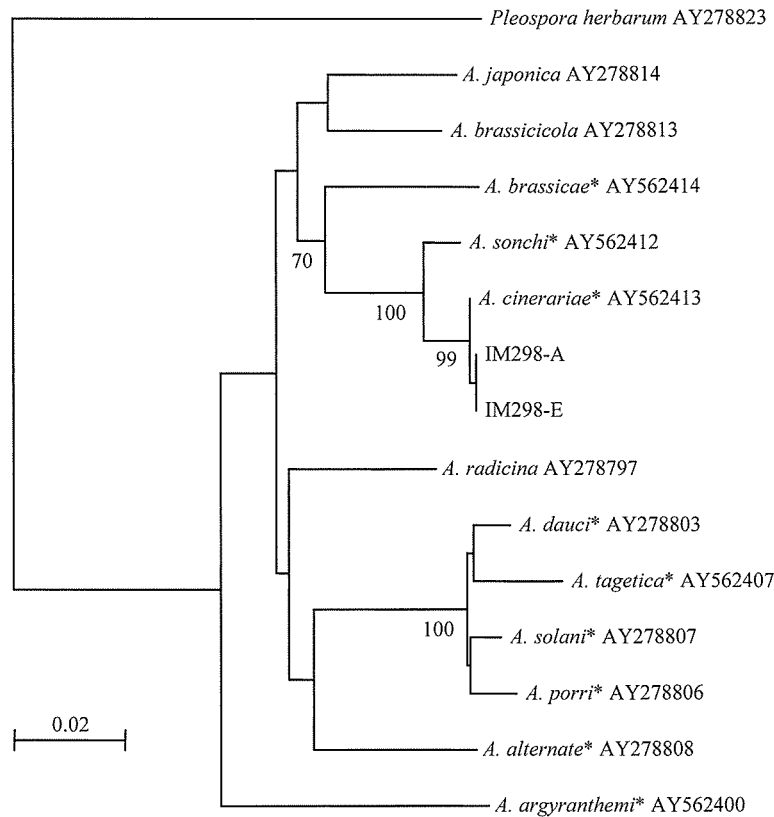 Pleospora herbarum AY278823
A. japonica AY278814
A. brassicicola AY278813
A. brassicae* AY562414
A. sonchi* AY562412
70
A. cinerariae* AY562413
100
IM298-A
99
IM298-E
A. radicina AY278797
A. dauci* AY278803
A. tagetica* AY562407
100
A. solani* AY278807
A. porri* AY278806
0.02
A. alternate* AY278808
A. argyranthemi* AY562400